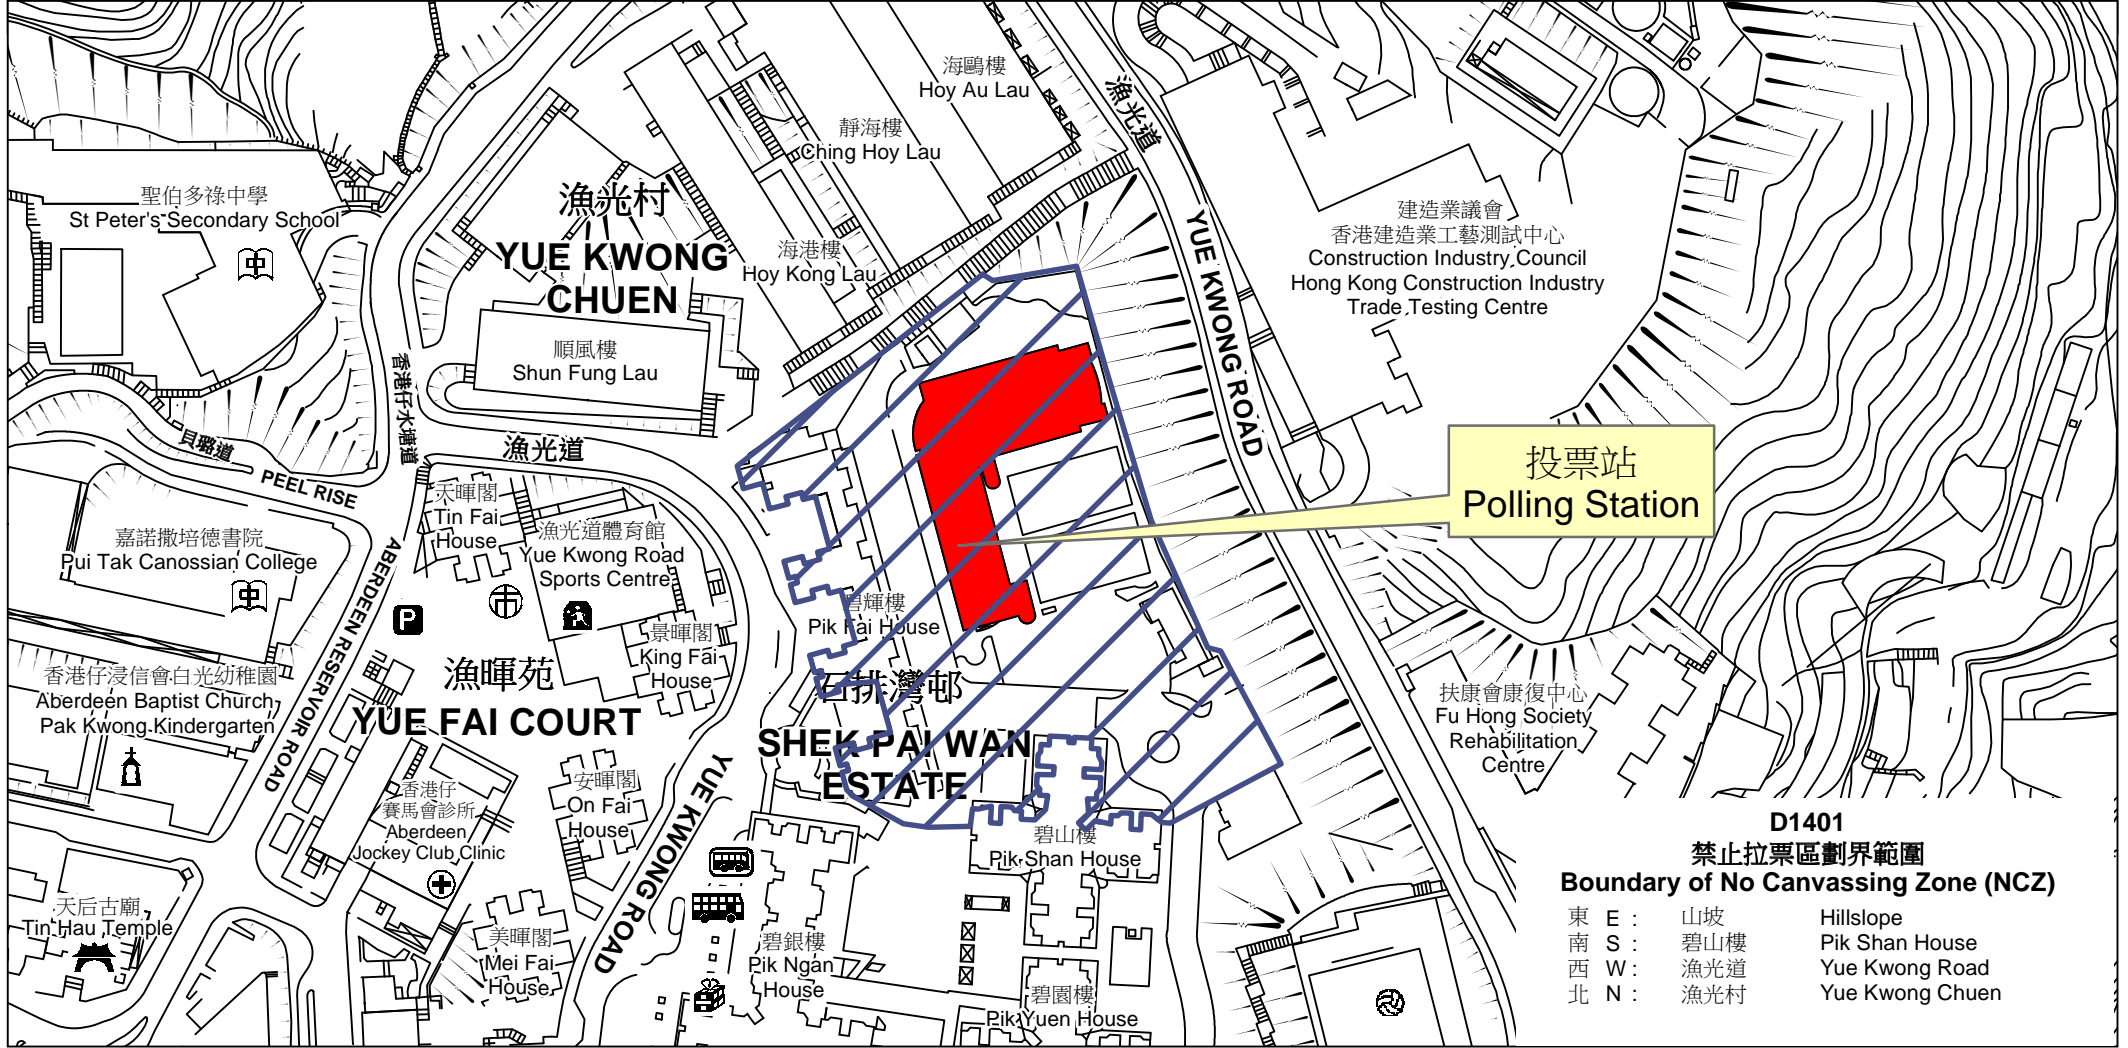 海鷗樓
Hoy Au Lau
漁光道
靜海樓
Ching Hoy Lau
聖伯多祿中學
St Peter's Secondary School
漁光村
YUE KWONG
CHUEN
海港樓
Hoy Kong Lau
YUE KWONG ROAD
建造業議會
香港建造業工藝測試中心
Construction Industry Council
Hong Kong Construction Industry
Trade Testing Centre
順風樓
Shun Fung Lau
香港仔水塘道
貝璐道
PEEL RISE
漁光道
投票站
Polling Station
天暉閣
Tin Fai
House
漁光道體育館
Yue Kwong Road
Sports Centre
嘉諾撒培德書院
Pui Tak Canossian College
ABERDEEN RESERVOIR ROAD
P
碧輝樓
Pik Fai House
景暉閣
King Fai
House
漁暉苑
YUE FAI COURT
石排灣邨
SHEK PAI WAN
ESTATE
香港仔浸信會白光幼稚園
Aberdeen Baptist Church
Pak Kwong Kindergarten
扶康會康復中心
Fu Hong Society
Rehabilitation
Centre
香港仔
賽馬會診所
Aberdeen
Jockey Club Clinic
安暉閣
On Fai
House
YUE KWONG ROAD
碧山樓
Pik Shan House
天后古廟
Tin Hau Temple
美暉閣
Mei Fai
House
碧銀樓
Pik Ngan
House
碧園樓
Pik Yuen House
D1401
禁止拉票區劃界範圍
Boundary of No Canvassing Zone (NCZ)
東 E : 山坡 Hillslope
南 S : 碧山樓 Pik Shan House
西 W : 漁光道 Yue Kwong Road
北 N : 漁光村 Yue Kwong Chuen